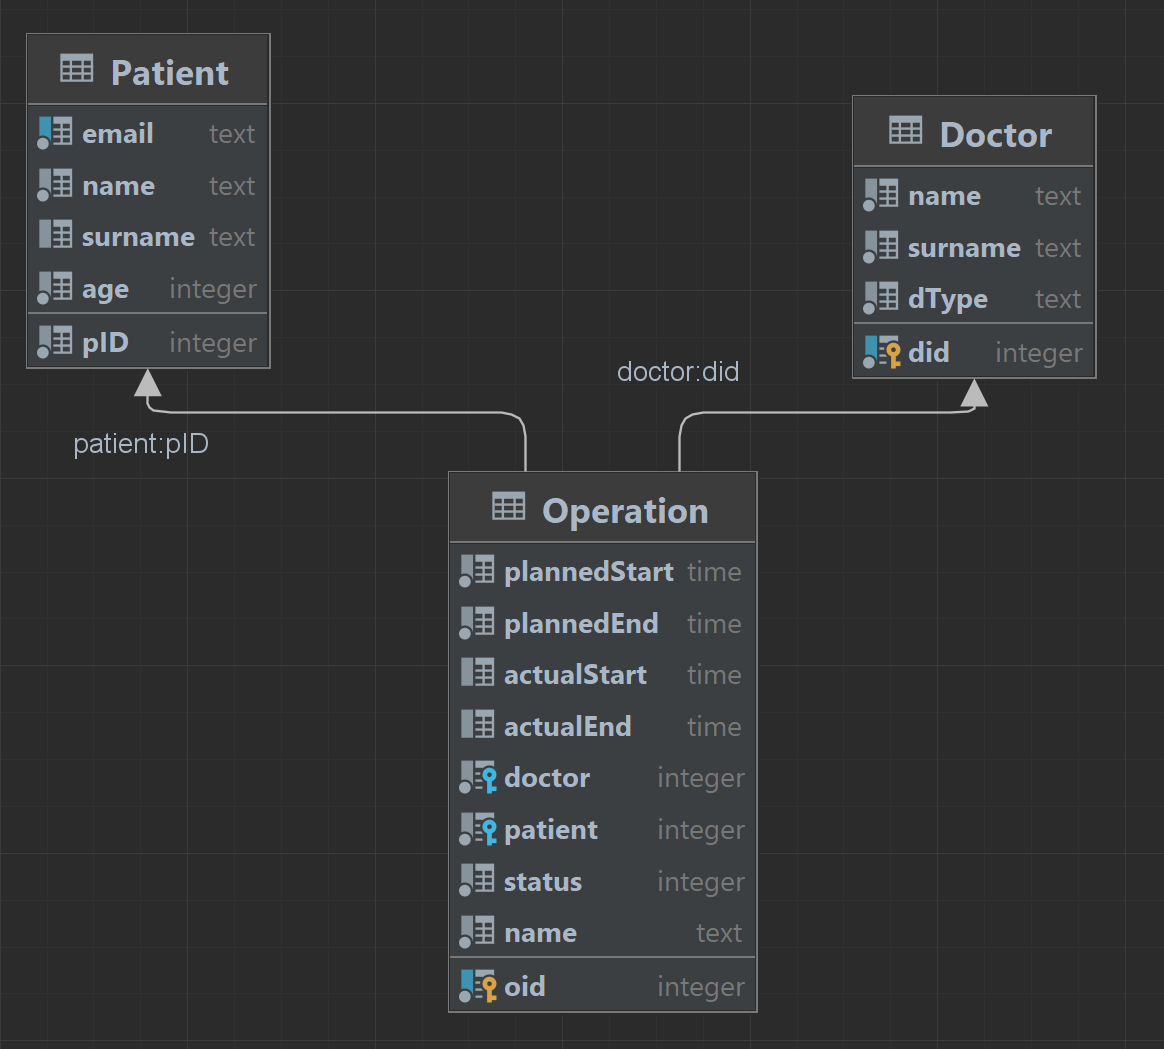 Patient
email text
name text
surname text
age integer
pID integer
Doctor
name text
surname text
dType text
did integer
doctor:did
patient:pID
Operation
plannedStart time
plannedEnd time
actualStart time
actualEnd time
doctor integer
patient integer
status integer
name text
oid integer